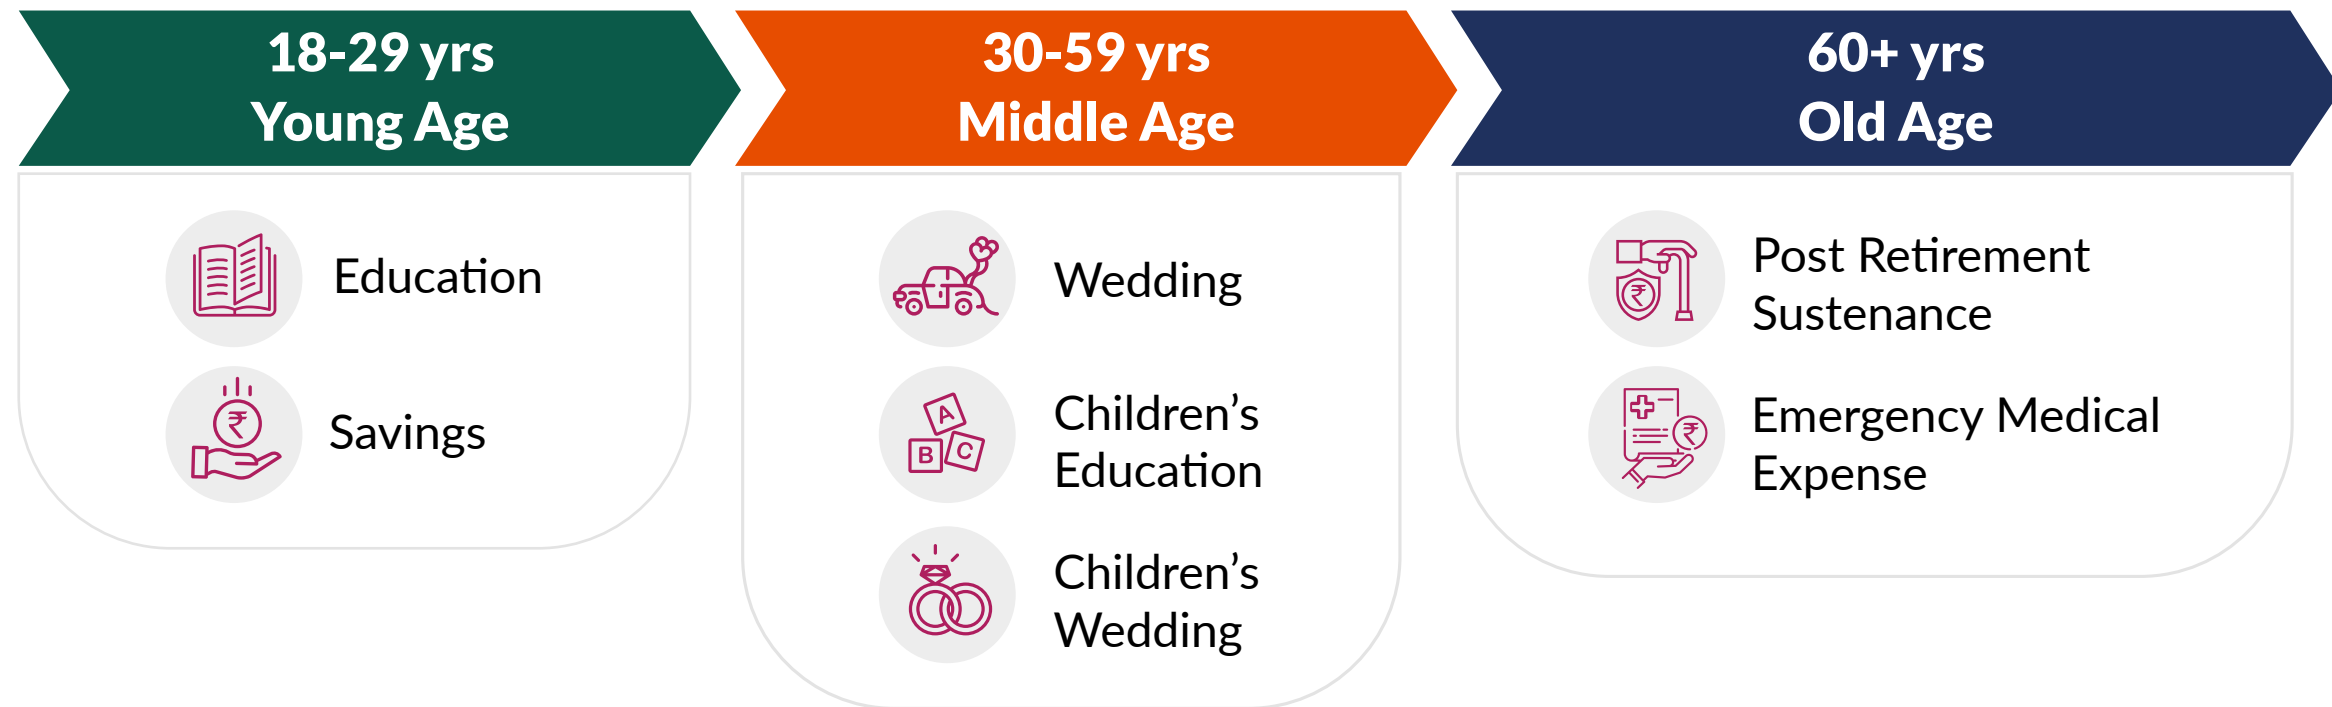 18-29 yrs
Young Age
Education
₹
Savings
30-59 yrs
Middle Age
Wedding
A
B
C
Children’s
Education
Children’s
Wedding
60+ yrs
Old Age
₹
Post Retirement
Sustenance
₹
Emergency Medical
Expense